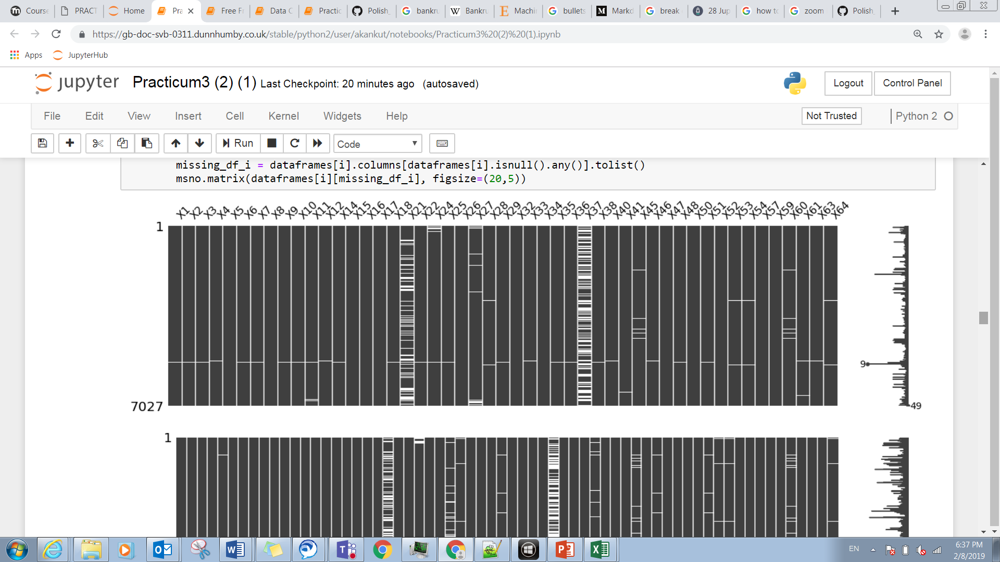 Course
PRACT
Home
Pra
Free Fr
Data C
Practic
Polish_
bankru
Bankru
Machin
bullets
Markd
break
28 Jup
how to
zoom
Polish_
https://gb-doc-svb-0311.dunnhumby.co.uk/stable/python2/user/akankut/notebooks/Practicum3%20(2)%20(1).ipynb
Apps
JupyterHub
jupyter
Practicum3 (2) (1) Last Checkpoint: 20 minutes ago (autosaved)
Logout
Control Panel
File
Edit
View
Insert
Cell
Kernel
Widgets
Help
Not Trusted
Python 2
Run
Code
missing_df_i = dataframes[i].columns[dataframes[i].isnull().any()].tolist()
msno.matrix(dataframes[i][missing_df_i], figsize=(20,5))
X1 X2 X3 X4 X5 X6 X7 X8 X9 X10 X11 X12 X14 X15 X16 X17 X18 X21 X22 X24 X25 X26 X27 X28 X29 X32 X33 X34 X35 X36 X37 X38 X40 X41 X45 X46 X47 X48 X50 X51 X52 X53 X54 X57 X59 X60 X61 X63 X64
1
9
7027
49
1
EN
6:37 PM
2/8/2019